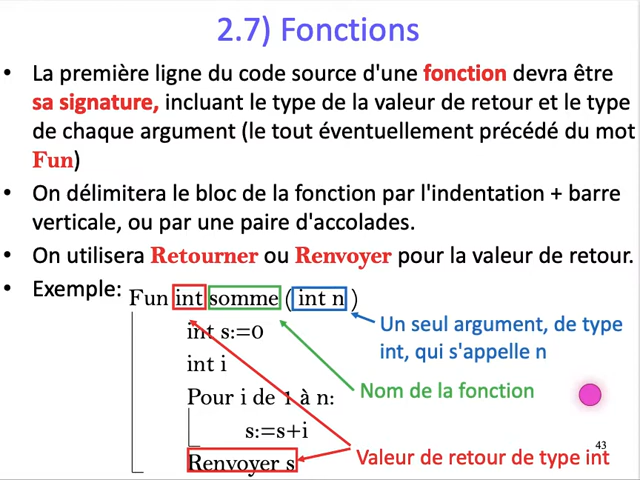 2.7) Fonctions
• La première ligne du code source d'une fonction devra être
sa signature, incluant le type de la valeur de retour et le type
de chaque argument (le tout éventuellement précédé du mot
Fun)
• On délimitera le bloc de la fonction par l'indentation + barre
verticale, ou par une paire d'accolades.
• On utilisera Retourner ou Renvoyer pour la valeur de retour.
• Exemple:
Fun int somme ( int n )
int s:=0
int i
Pour i de 1 à n:
s:=s+i
Renvoyer s
Un seul argument, de type
int, qui s'appelle n
Nom de la fonction
Valeur de retour de type int
43